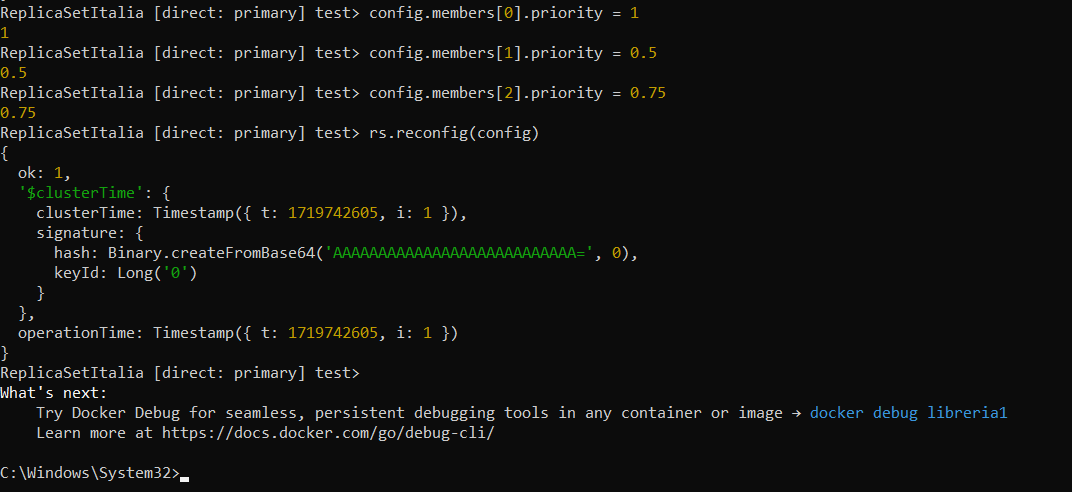 ReplicaSetItalia [direct: primary] test> config.members[0].priority = 1
1
ReplicaSetItalia [direct: primary] test> config.members[1].priority = 0.5
0.5
ReplicaSetItalia [direct: primary] test> config.members[2].priority = 0.75
0.75
ReplicaSetItalia [direct: primary] test> rs.reconfig(config)
{
  ok: 1,
  '$clusterTime': {
    clusterTime: Timestamp({ t: 1719742605, i: 1 }),
    signature: {
      hash: Binary.createFromBase64('AAAAAAAAAAAAAAAAAAAAAAAAAAA=', 0),
      keyId: Long('0')
    }
  },
  operationTime: Timestamp({ t: 1719742605, i: 1 })
}
ReplicaSetItalia [direct: primary] test>
What's next:
    Try Docker Debug for seamless, persistent debugging tools in any container or image → docker debug libreria1
    Learn more at https://docs.docker.com/go/debug-cli/
C:\Windows\System32>